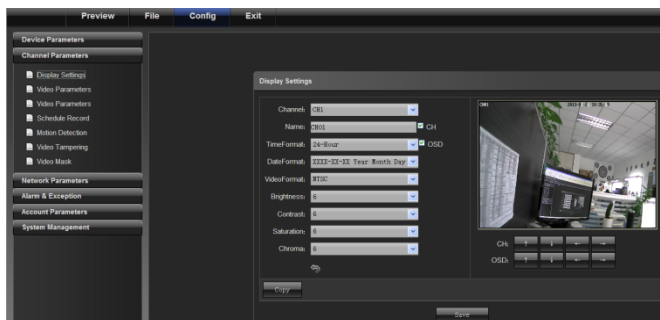 Preview File Config Exit
Device Parameters
Channel Parameters
Display Settings
Video Parameters
Video Parameters
Schedule Record
Motion Detection
Video Tampering
Video Mask
Network Parameters
Alarm & Exception
Account Parameters
System Management
Display Settings
Channel: CH1
Name: CH01 CH
TimeFormat: 24-Hour OSD
DateFormat: XXXX-XX-XX Year Month Day
VideoFormat: NTSC
Brightness: 6
Contrast: 6
Saturation: 6
Chroma: 6
Copy
CH01
CH: ↑ ↓ ← →
OSD: ↑ ↓ ← →
Save